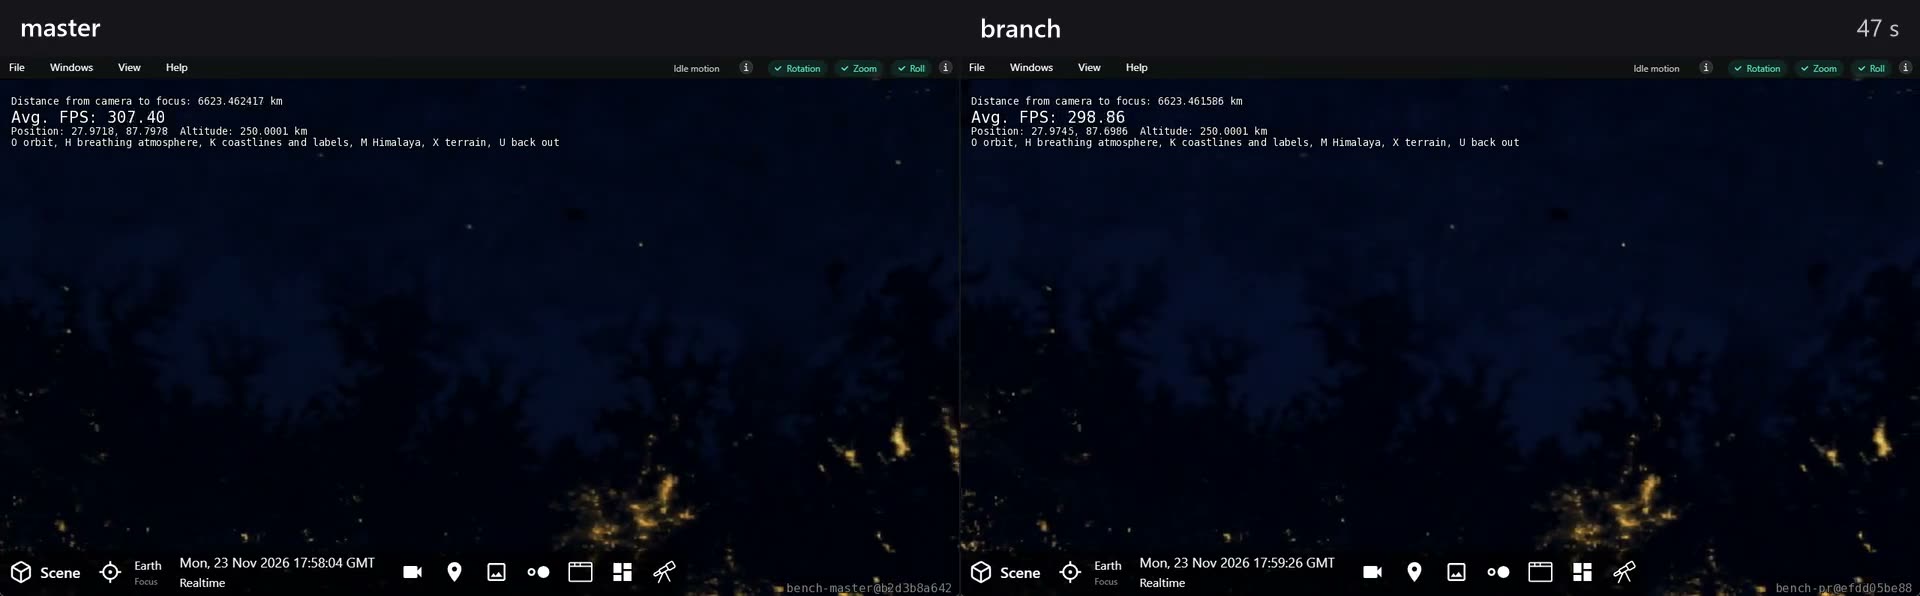 master
branch
47 s
File Windows View Help Idle motion i ✓ Rotation ✓ Zoom ✓ Roll i
File Windows View Help Idle motion i ✓ Rotation ✓ Zoom ✓ Roll i
Distance from camera to focus: 6623.462417 km
Avg. FPS: 307.40
Position: 27.9718, 87.7978 Altitude: 250.0001 km
O orbit, H breathing atmosphere, K coastlines and labels, M Himalaya, X terrain, U back out
Distance from camera to focus: 6623.461586 km
Avg. FPS: 298.86
Position: 27.9745, 87.6986 Altitude: 250.0001 km
O orbit, H breathing atmosphere, K coastlines and labels, M Himalaya, X terrain, U back out
Scene
Earth
Focus
Mon, 23 Nov 2026 17:58:04 GMT
Realtime
bench-master@b2d3b8a642
Scene
Earth
Focus
Mon, 23 Nov 2026 17:59:26 GMT
Realtime
bench-pr@efdd05be88